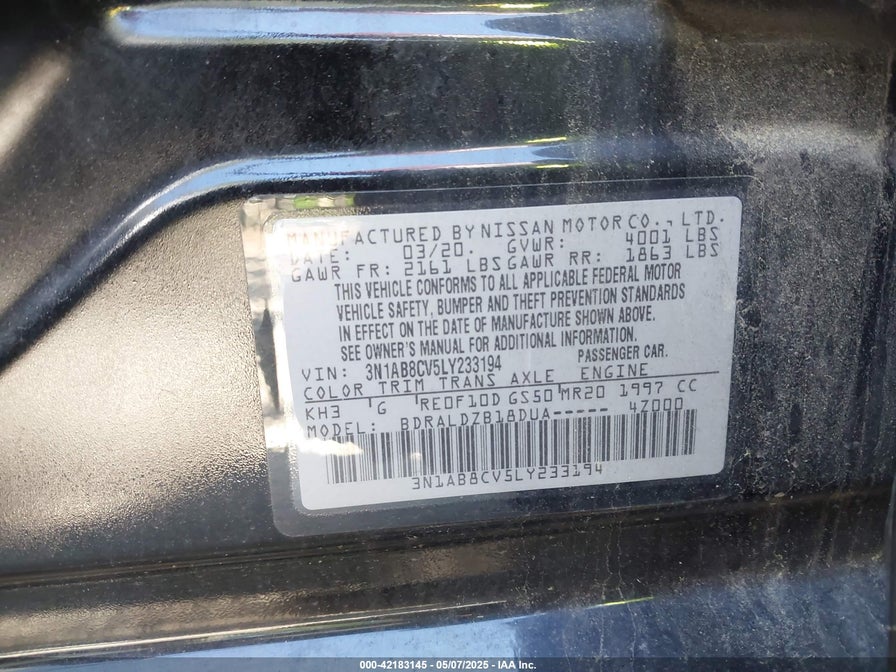 MANUFACTURED BY NISSAN MOTOR CO., LTD.
DATE: 03/20. GVWR: 4001 LBS
GAWR FR: 2161 LBS GAWR RR: 1863 LBS
THIS VEHICLE CONFORMS TO ALL APPLICABLE FEDERAL MOTOR
VEHICLE SAFETY, BUMPER AND THEFT PREVENTION STANDARDS
IN EFFECT ON THE DATE OF MANUFACTURE SHOWN ABOVE.
SEE OWNER'S MANUAL FOR ADDITIONAL INFORMATION.
VIN: 3N1AB8CV5LY233194 PASSENGER CAR.
COLOR TRIM TRANS AXLE ENGINE
KH3 G RE0F10D GS50 MR20 1997 CC
MODEL: BDRALDZB18DUA----- 4Z000
3N1AB8CV5LY233194
000-42183145 - 05/07/2025 - IAA Inc.